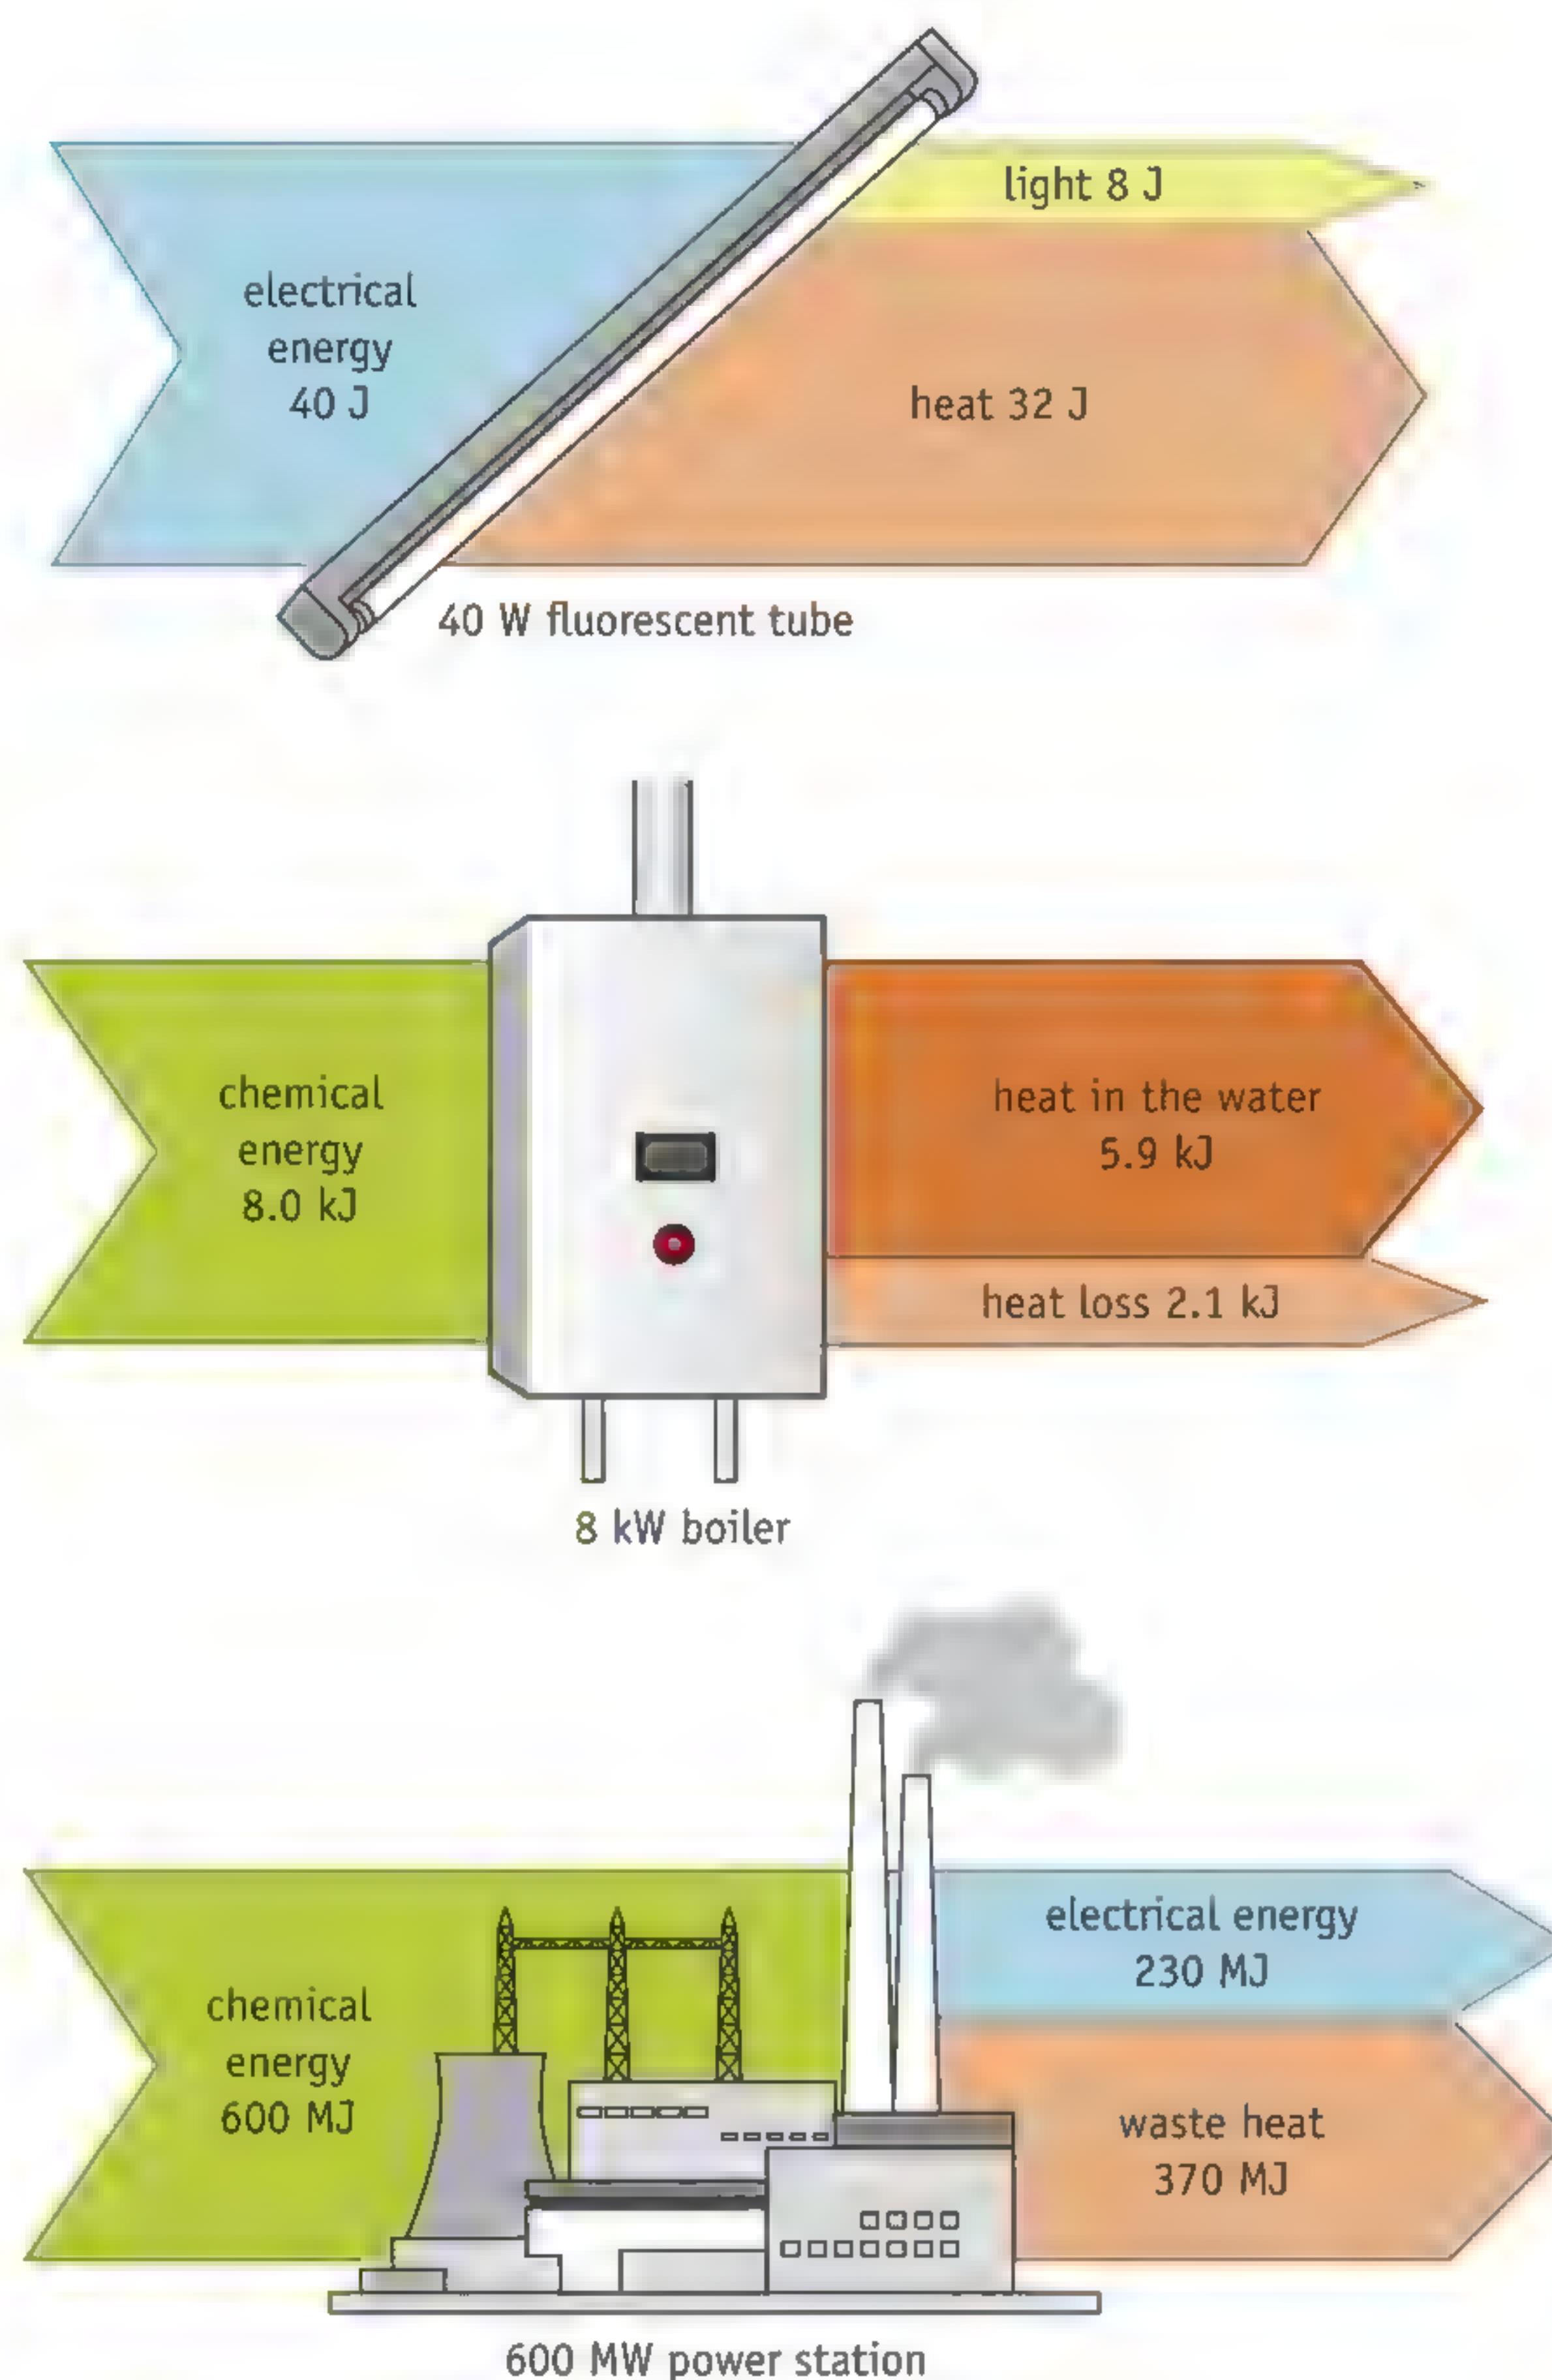 light 8 J
electrical
energy
40 J
heat 32 J
40 W fluorescent tube
chemical
energy
8.0 kJ
heat in the water
5.9 kJ
heat loss 2.1 kJ
8 kW boiler
electrical energy
230 MJ
chemical
energy
600 MJ
waste heat
370 MJ
600 MW power station